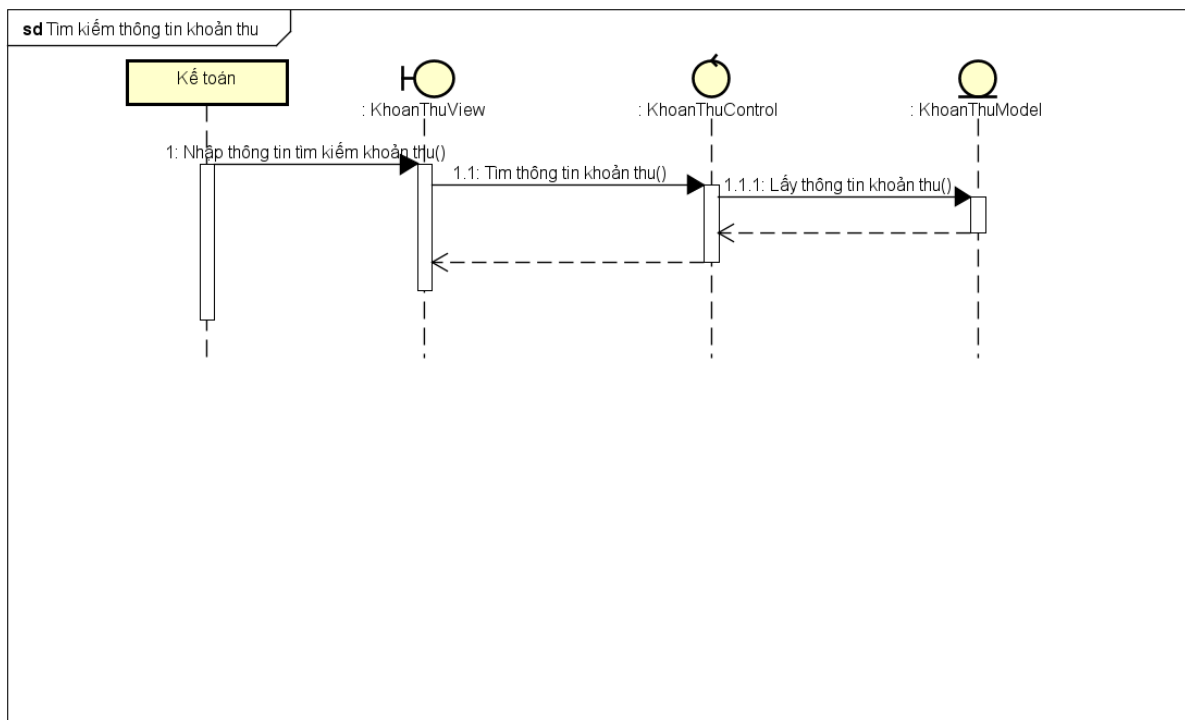 sd Tìm kiếm thông tin khoản thu
Kế toán
: KhoanThuView
: KhoanThuControl
: KhoanThuModel
1: Nhập thông tin tìm kiếm khoản thu()
1.1: Tìm thông tin khoản thu()
1.1.1: Lấy thông tin khoản thu()